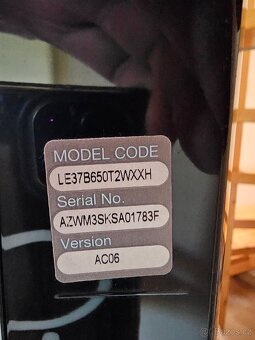 MODEL CODE
LE37B650T2WXXH
Serial No.
AZWM3SKSA01783F
Version
AC06